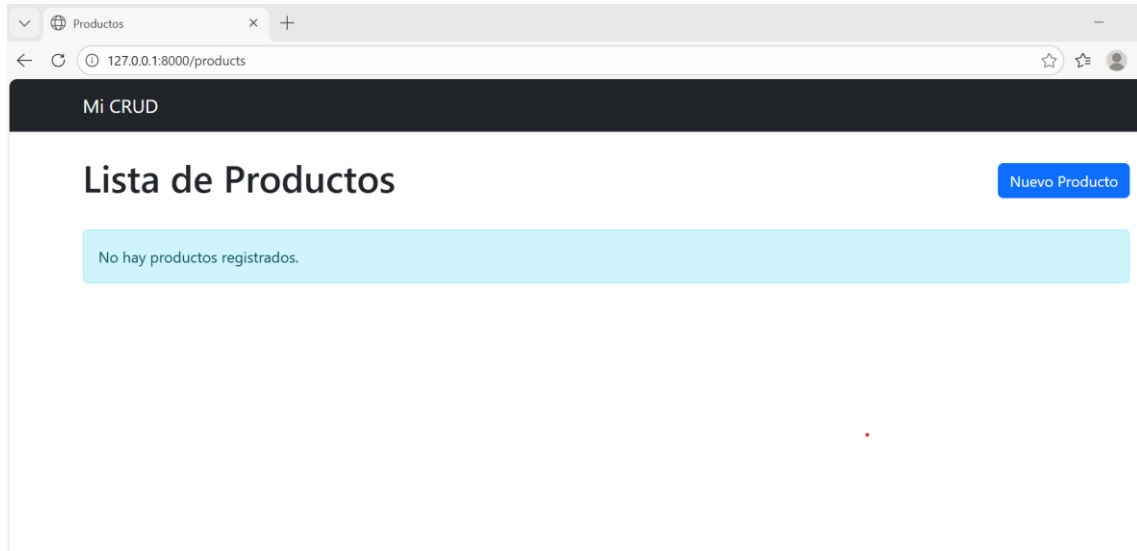 Productos
127.0.0.1:8000/products
Mi CRUD
Lista de Productos
Nuevo Producto
No hay productos registrados.